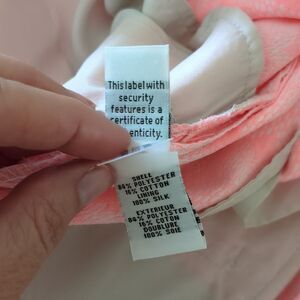 This label with
security
features is a
certificate of
enticity.
SHELL
84% POLYESTER
16% COTTON
LINING
100% SILK
EXTERIEUR
84% POLYESTER
16% COTON
DOUBLURE
100% SOIE